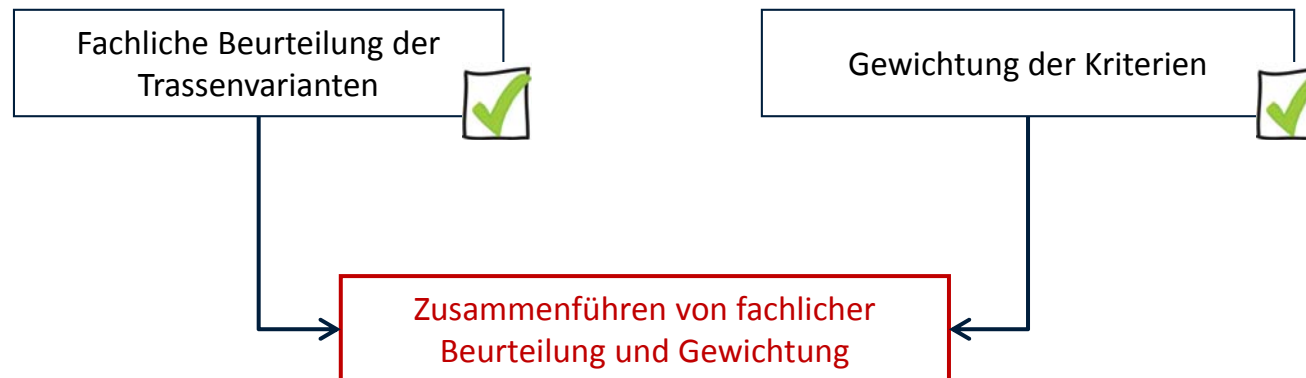 Fachliche Beurteilung der
Trassenvarianten
Gewichtung der Kriterien
Zusammenführen von fachlicher
Beurteilung und Gewichtung